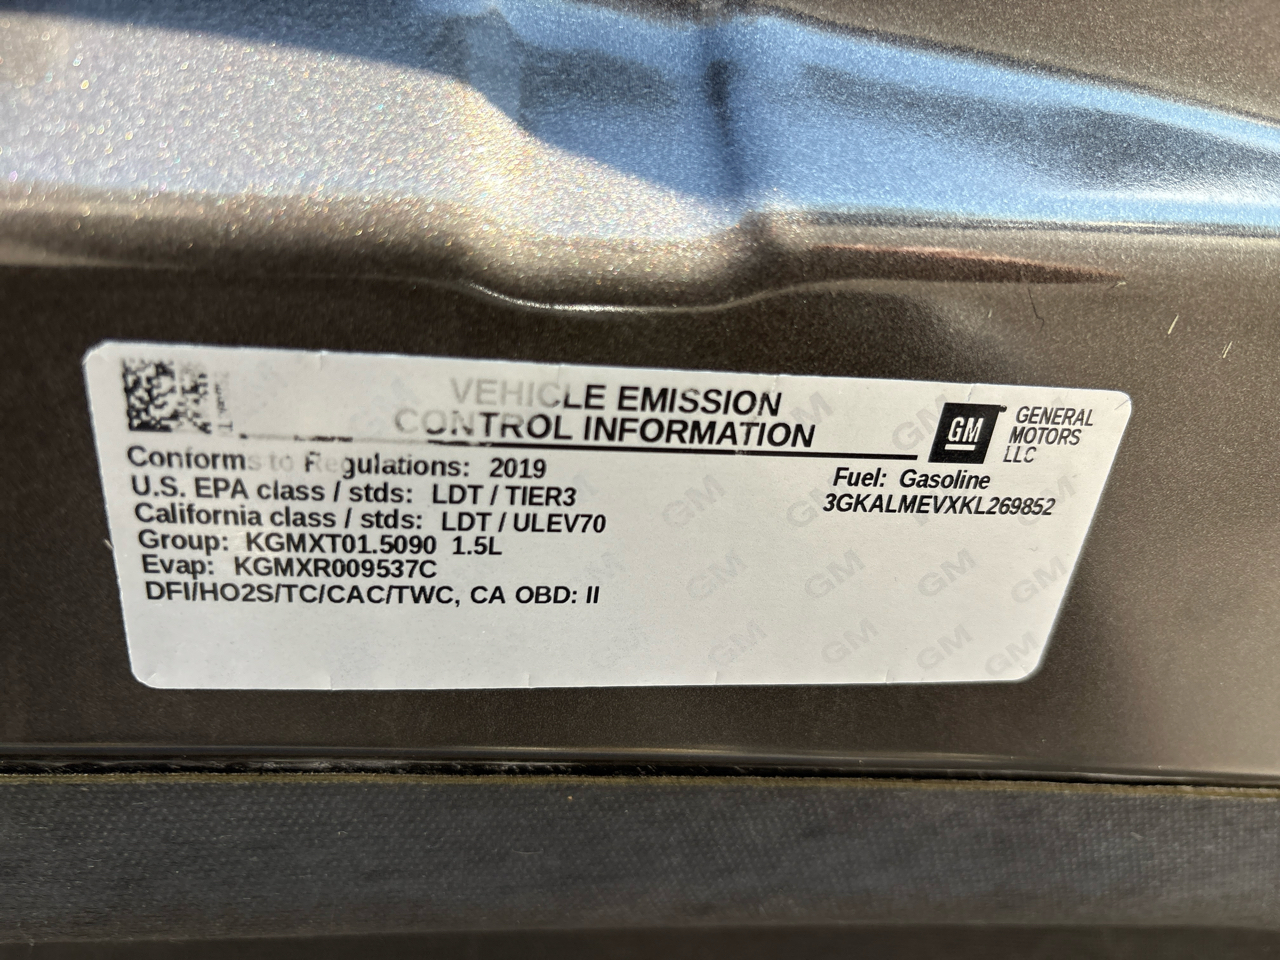 VEHICLE EMISSION
CONTROL INFORMATION
GM
GENERAL
MOTORS
LLC
Conforms to Regulations: 2019
Fuel: Gasoline
U.S. EPA class / stds: LDT / TIER3
3GKALMEVXKL269852
California class / stds: LDT / ULEV70
Group: KGMXT01.5090 1.5L
Evap: KGMXR009537C
DFI/HO2S/TC/CAC/TWC, CA OBD: II